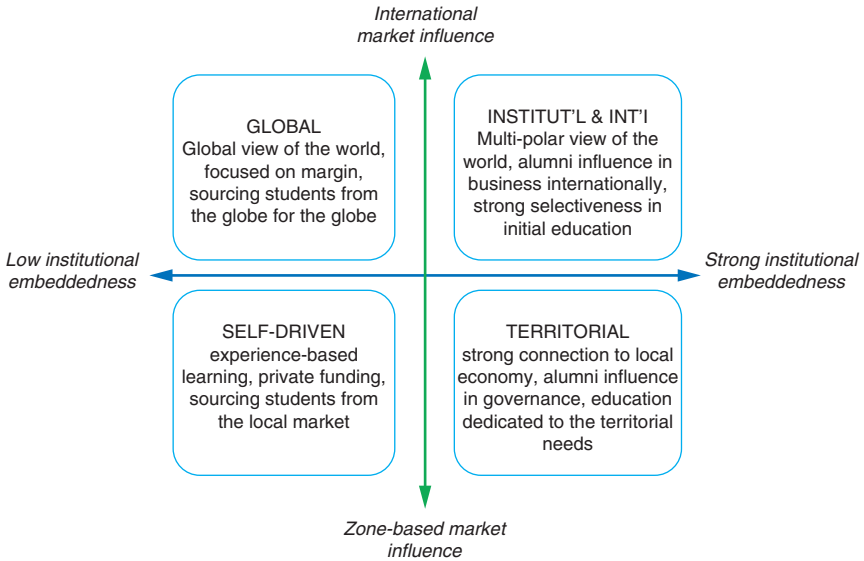 International
market influence
GLOBAL
Global view of the world,
focused on margin,
sourcing students from
the globe for the globe
INSTITUT'L & INT'I
Multi-polar view of the
world, alumni influence in
business internationally,
strong selectiveness in
initial education
Low institutional
embeddedness
Strong institutional
embeddedness
SELF-DRIVEN
experience-based
learning, private funding,
sourcing students from
the local market
TERRITORIAL
strong connection to local
economy, alumni influence
in governance, education
dedicated to the territorial
needs
Zone-based market
influence